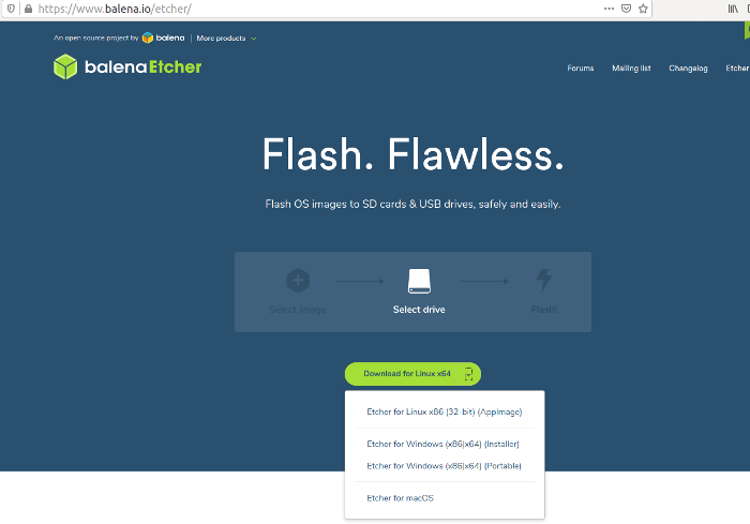 https://www.balena.io/etcher/
An open source project by balena | More products
balenaEtcher
Forums Mailing list Changelog Etcher
Flash. Flawless.
Flash OS images to SD cards & USB drives, safely and easily.
Select Image Select drive Flash!
Download for Linux x64
Etcher for Linux x86 (32-bit) (AppImage)
Etcher for Windows (x86|x64) (Installer)
Etcher for Windows (x86|x64) (Portable)
Etcher for macOS